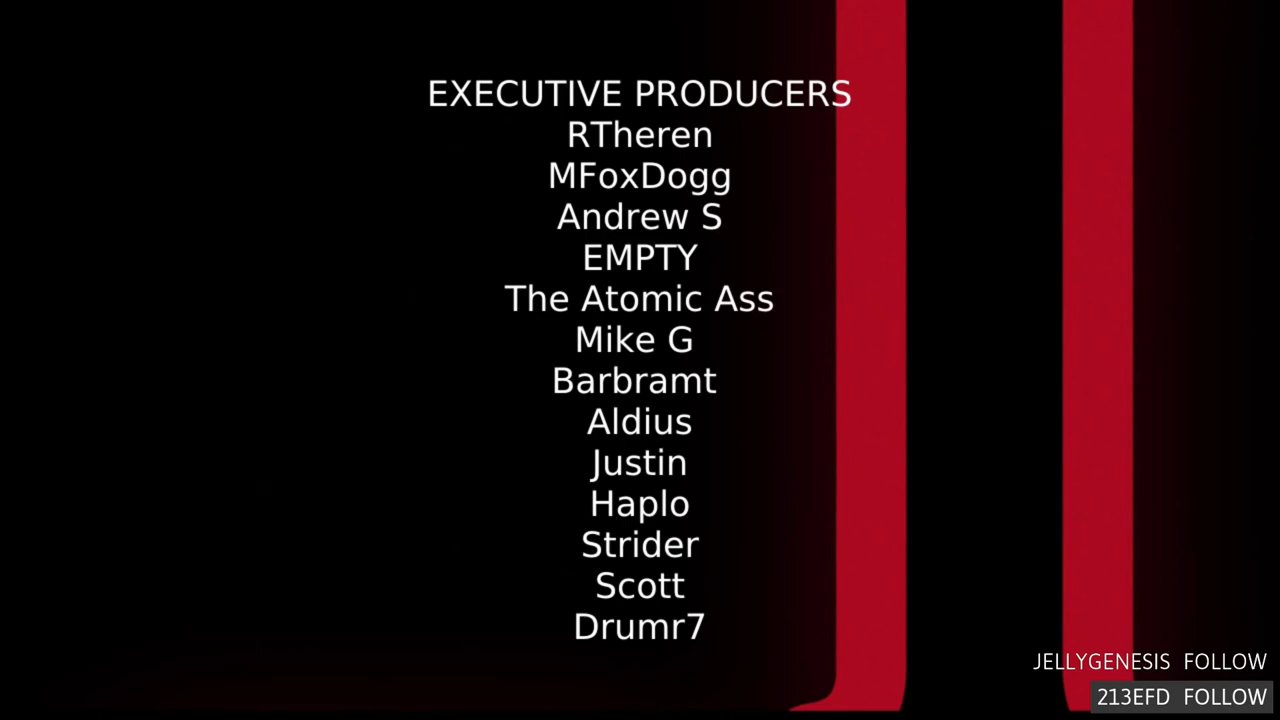 EXECUTIVE PRODUCERS
RTheren
MFoxDogg
Andrew S
EMPTY
The Atomic Ass
Mike G
Barbramt
Aldius
Justin
Haplo
Strider
Scott
Drumr7
JELLYGENESIS FOLLOW
213EFD FOLLOW